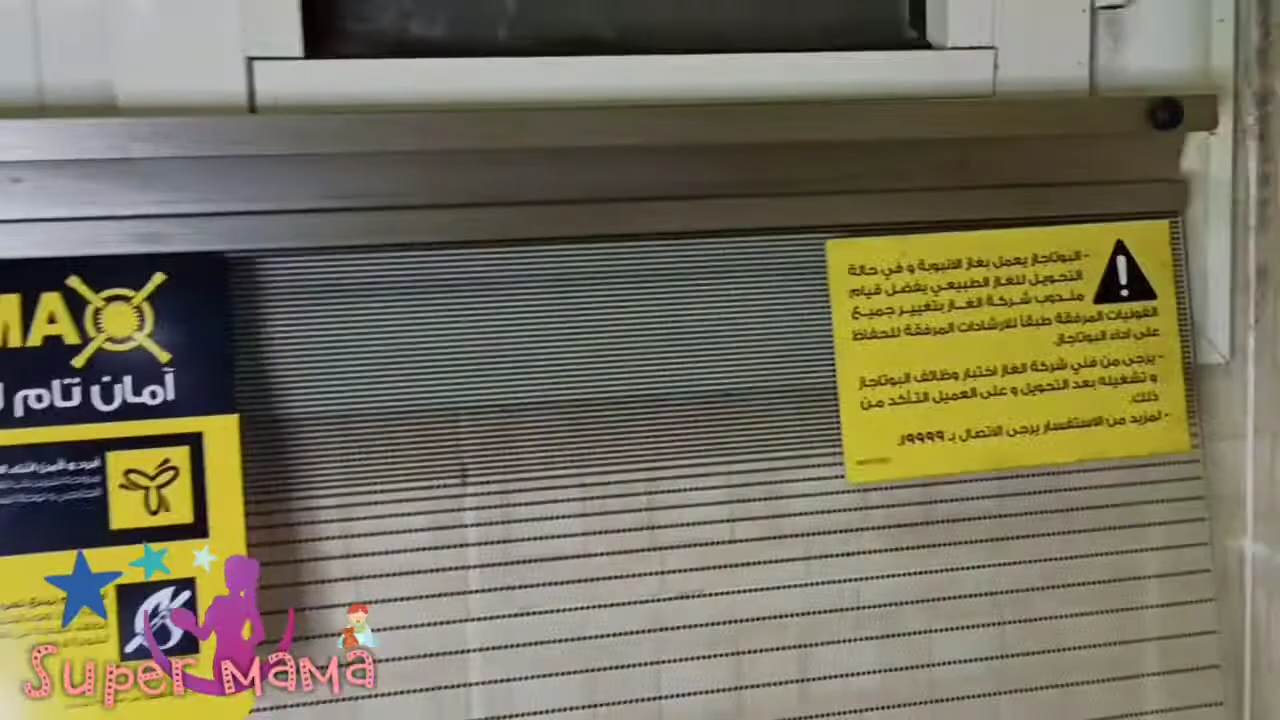 - البوتاجاز يعمل بغاز الانبوبة و في حالة
التحويل للغاز الطبيعي يفضل قيام
مندوب شركة الغاز بتغيير جميع
الفونيات المرفقة طبقاً للارشادات المرفقة للحفاظ
على اداء البوتاجاز.
- يرجى من فني شركة الغاز اختبار وظائف البوتاجاز
و تشغيله بعد التحويل و على العميل التأكد من
ذلك.
- لمزيد من الاستفسار يرجى الاتصال بـ ١٩٩٩٩.
MA
أمان تام
Super mama